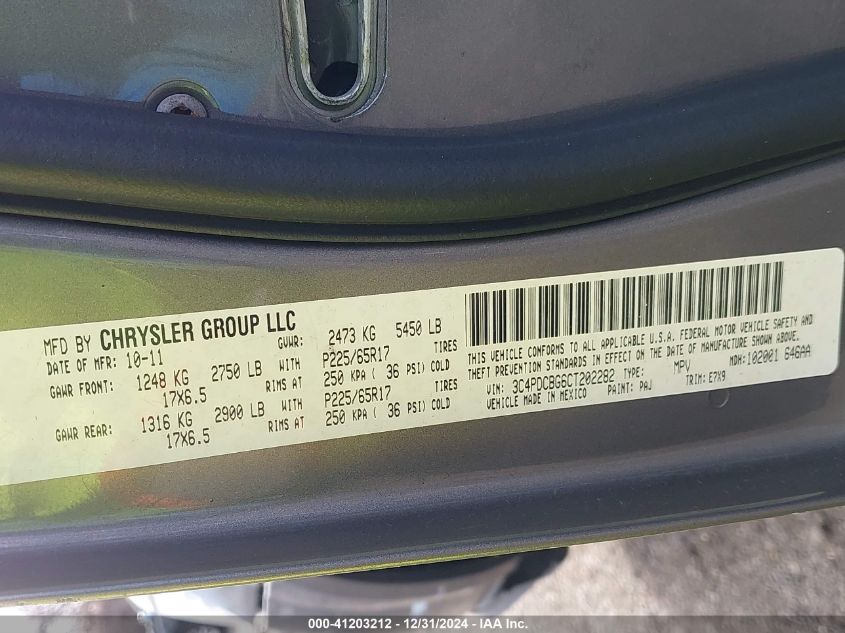 MFD BY CHRYSLER GROUP LLC
DATE OF MFR: 10-11 GVWR: 2473 KG 5450 LB
GAWR FRONT: 1248 KG 2750 LB WITH P225/65R17 TIRES
17X6.5 RIMS AT 250 KPA ( 36 PSI) COLD
GAWR REAR: 1316 KG 2900 LB WITH P225/65R17 TIRES
17X6.5 RIMS AT 250 KPA ( 36 PSI) COLD
THIS VEHICLE CONFORMS TO ALL APPLICABLE U.S.A. FEDERAL MOTOR VEHICLE SAFETY AND
THEFT PREVENTION STANDARDS IN EFFECT ON THE DATE OF MANUFACTURE SHOWN ABOVE.
VIN: 3C4PDCBG6CT202282 TYPE: MPV MDH:102001 646AA
VEHICLE MADE IN MEXICO PAINT: PAJ TRIM: E7X9
000-41203212 - 12/31/2024 - IAA Inc.